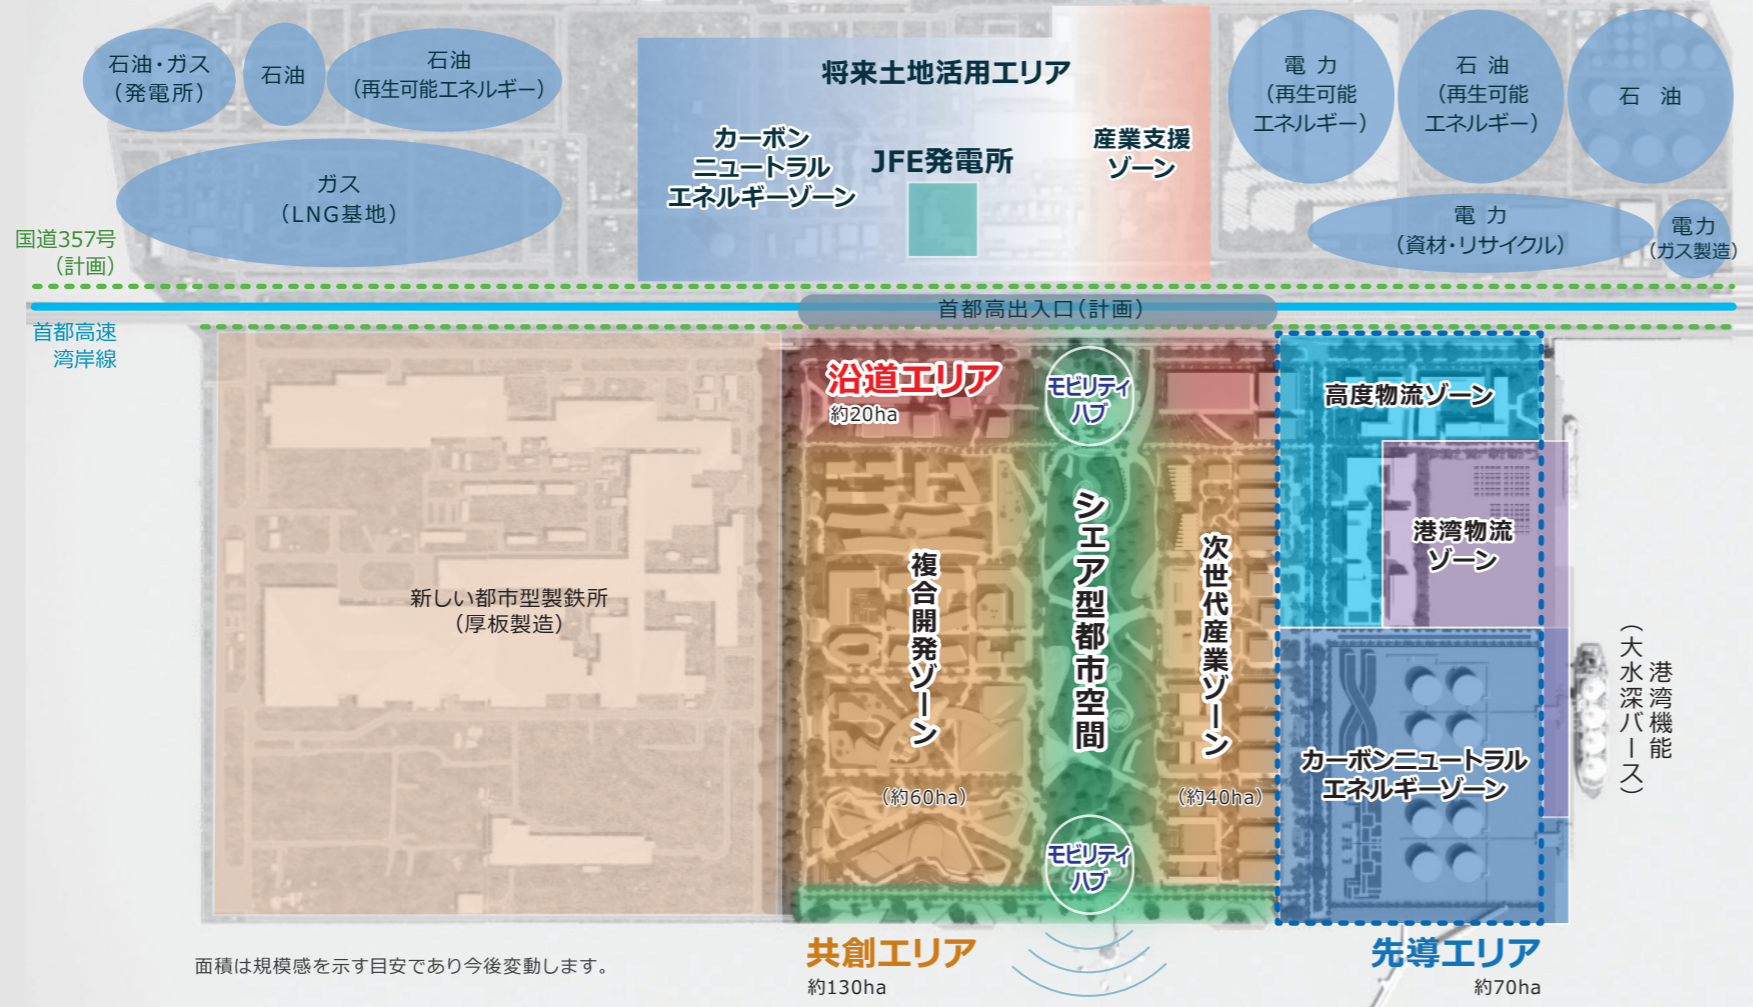 石油・ガス
（発電所）
石油
石油
（再生可能エネルギー）
ガス
（LNG基地）
将来土地活用エリア
カーボン
ニュートラル
エネルギーゾーン
JFE発電所
産業支援
ゾーン
電 力
（再生可能
エネルギー）
石 油
（再生可能
エネルギー）
石 油
電 力
（資材・リサイクル）
電力
（ガス製造）
国道357号
（計画）
首都高出入口（計画）
首都高速
湾岸線
沿道エリア
約20ha
モビリティ
ハブ
高度物流ゾーン
港湾物流
ゾーン
新しい都市型製鉄所
（厚板製造）
複合開発ゾーン
（約60ha）
シェア型都市空間
次世代産業ゾーン
（約40ha）
カーボンニュートラル
エネルギーゾーン
港湾機能
（大水深バース）
モビリティ
ハブ
共創エリア
約130ha
先導エリア
約70ha
面積は規模感を示す目安であり今後変動します。